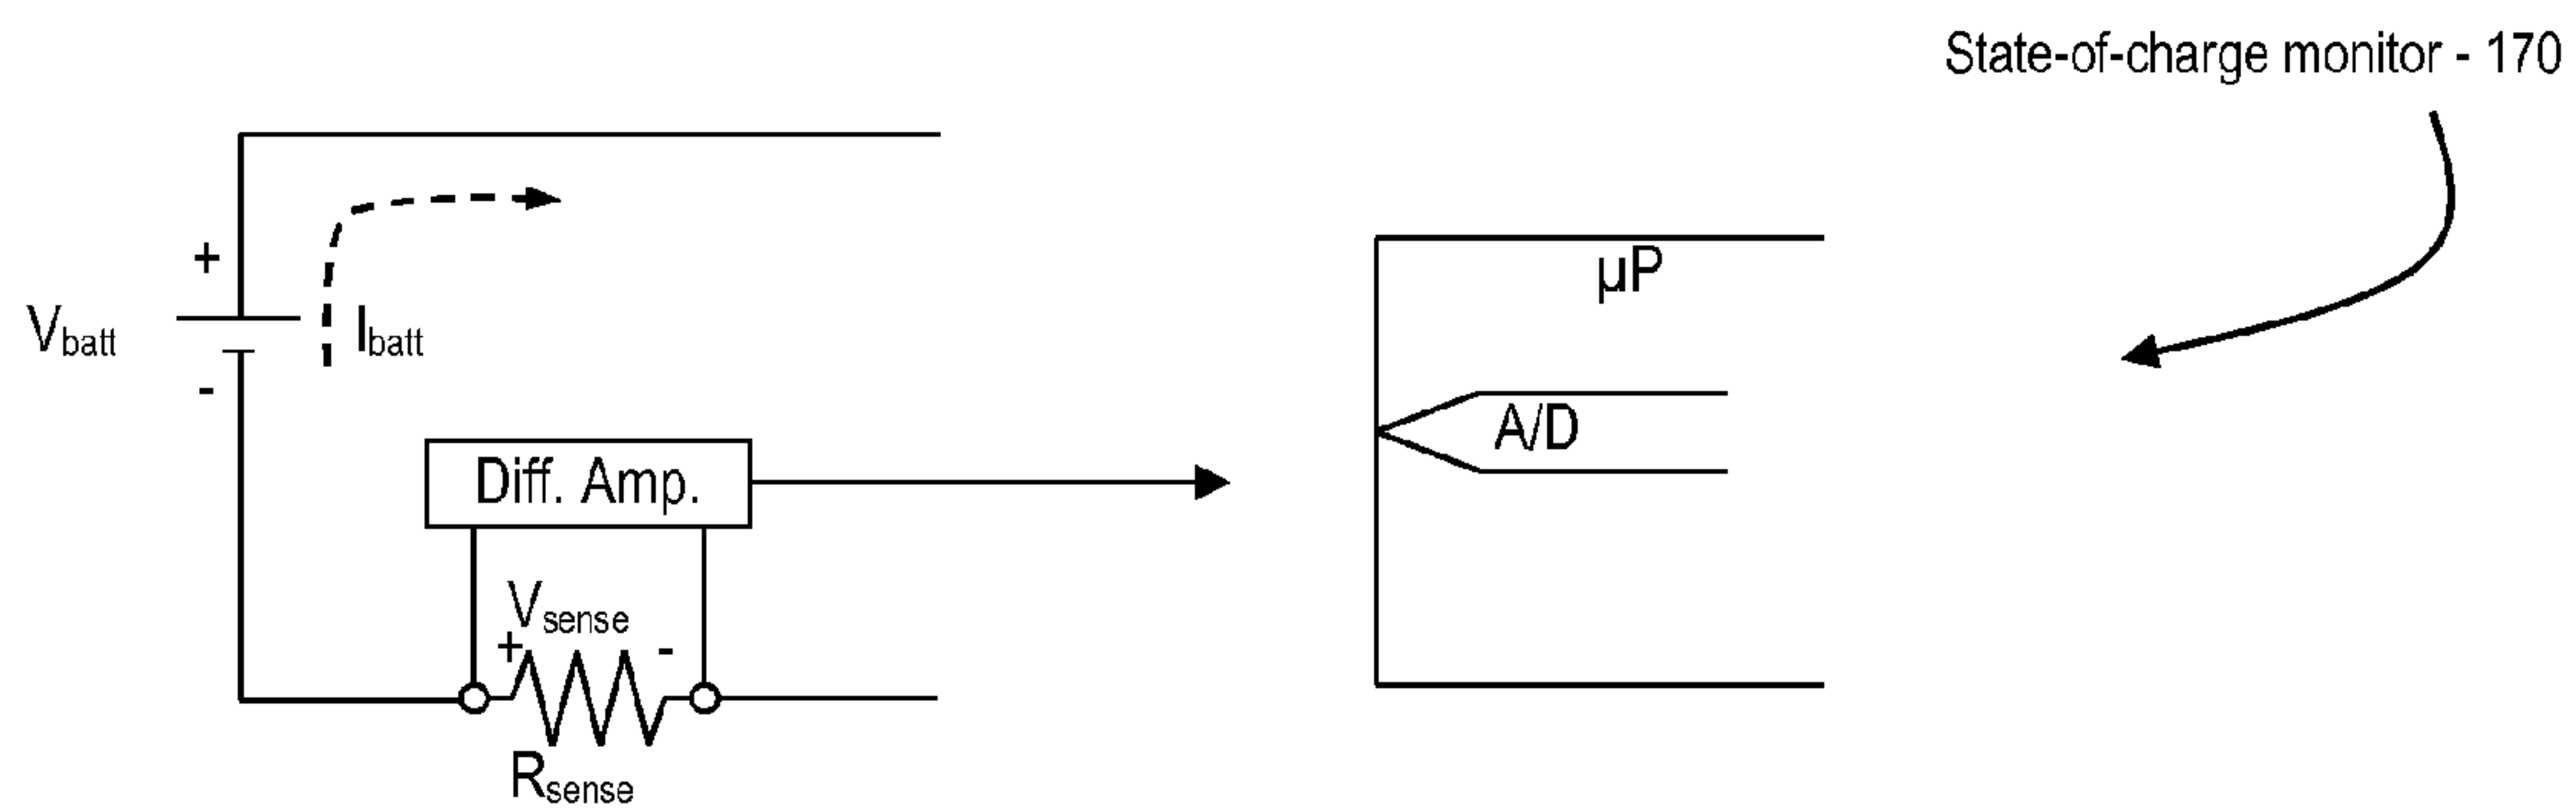 State-of-charge monitor - 170
+
µP
Vbatt
Ibatt
-
A/D
Diff. Amp.
Vsense
+ -
Rsense